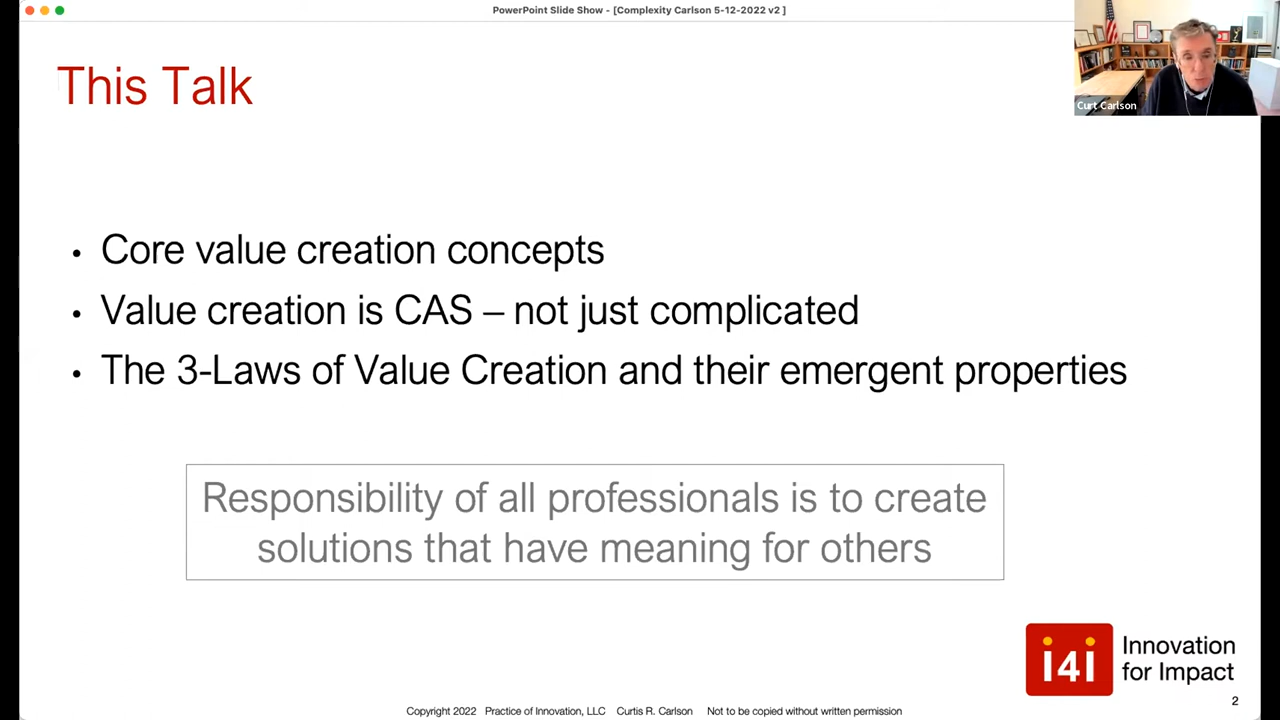 PowerPoint Slide Show - [Complexity Carlson 5-12-2022 v2 ]
This Talk
Curt Carlson
• Core value creation concepts
• Value creation is CAS – not just complicated
• The 3-Laws of Value Creation and their emergent properties
Responsibility of all professionals is to create
solutions that have meaning for others
i4i
Innovation
for Impact
2
Copyright 2022 Practice of Innovation, LLC Curtis R. Carlson Not to be copied without written permission